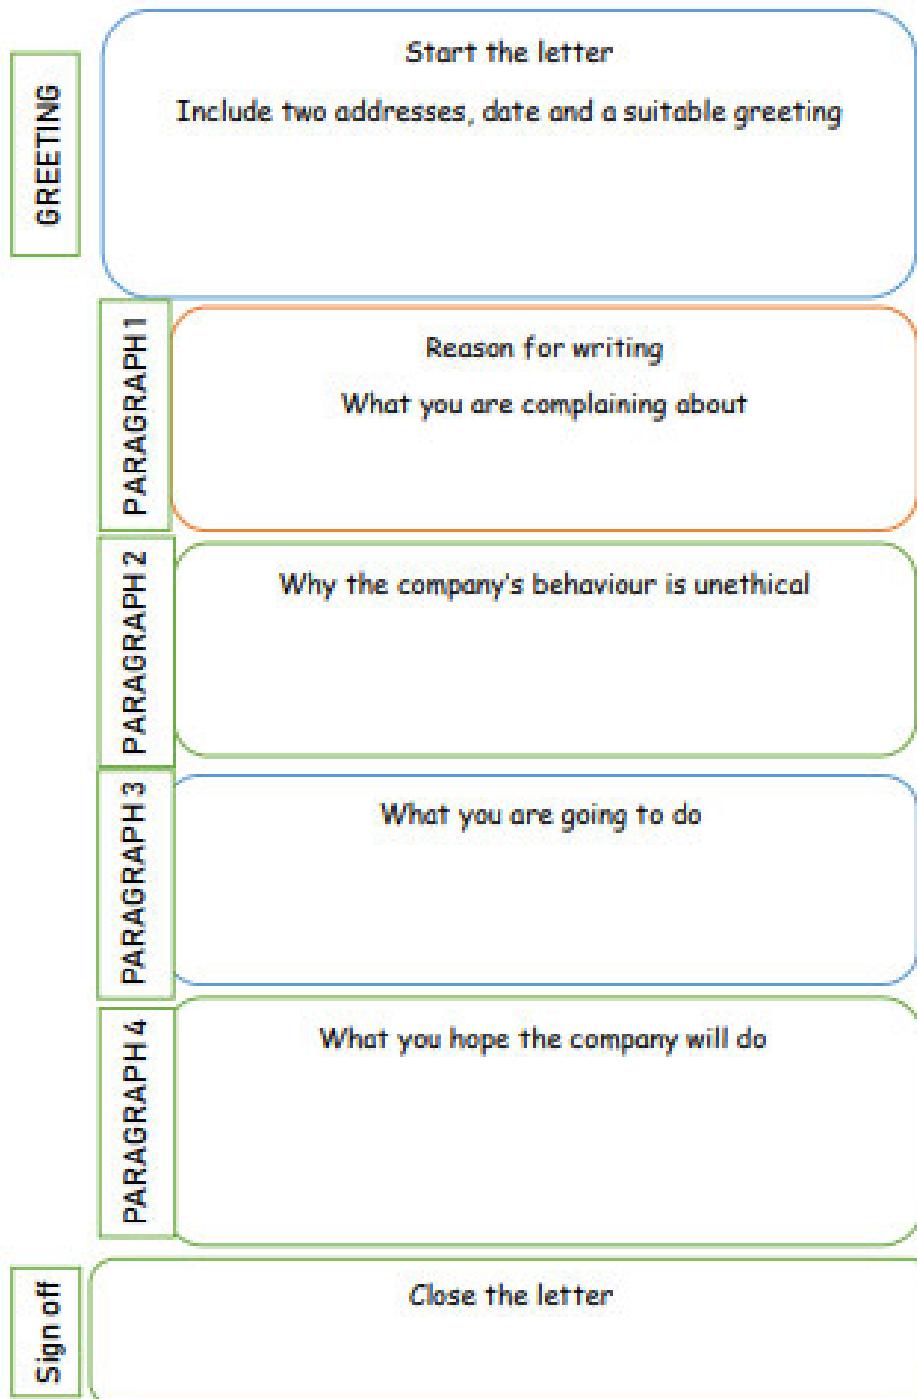 GREETING
Start the letter
Include two addresses, date and a suitable greeting
PARAGRAPH 1
Reason for writing
What you are complaining about
PARAGRAPH 2
Why the company's behaviour is unethical
PARAGRAPH 3
What you are going to do
PARAGRAPH 4
What you hope the company will do
Sign off
Close the letter